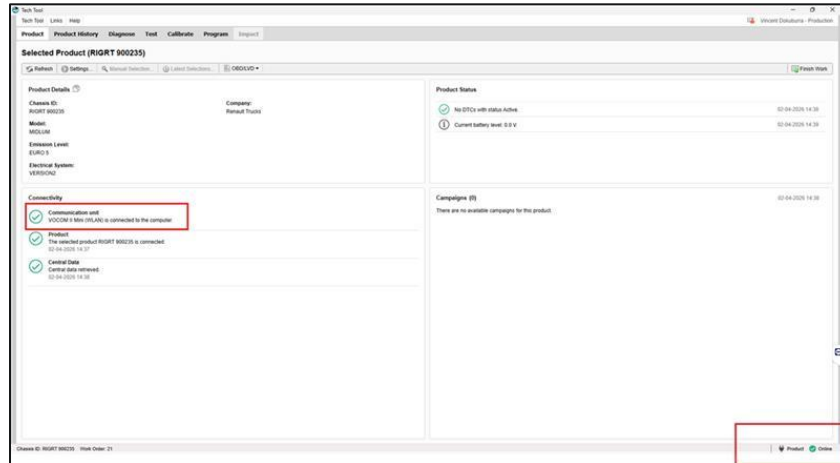 Tech Tool
Tech Tool Links Help
Vincent Dokuburra - Production
Product Product History Diagnose Test Calibrate Program Impact
Selected Product (RIGRT 900235)
Refresh Settings... Manual Selection... Latest Selections... OBD/LVD
Finish Work
Product Details
Chassis ID:
RIGRT 900235
Company:
Renault Trucks
Model:
MIDLUM
Emission Level:
EURO 5
Electrical System:
VERSION2
Product Status
No DTCs with status Active.
02-04-2026 14:38
Current battery level: 0.0 V.
02-04-2026 14:38
Connectivity
Communication unit
VOCOM II Mini (WLAN) is connected to the computer
Product
The selected product RIGRT 900235 is connected.
02-04-2026 14:37
Central Data
Central data retrieved.
02-04-2026 14:38
Campaigns (0)
02-04-2026 14:38
There are no available campaigns for this product.
Chassis ID: RIGRT 900235 Work Order: 21
Product Online